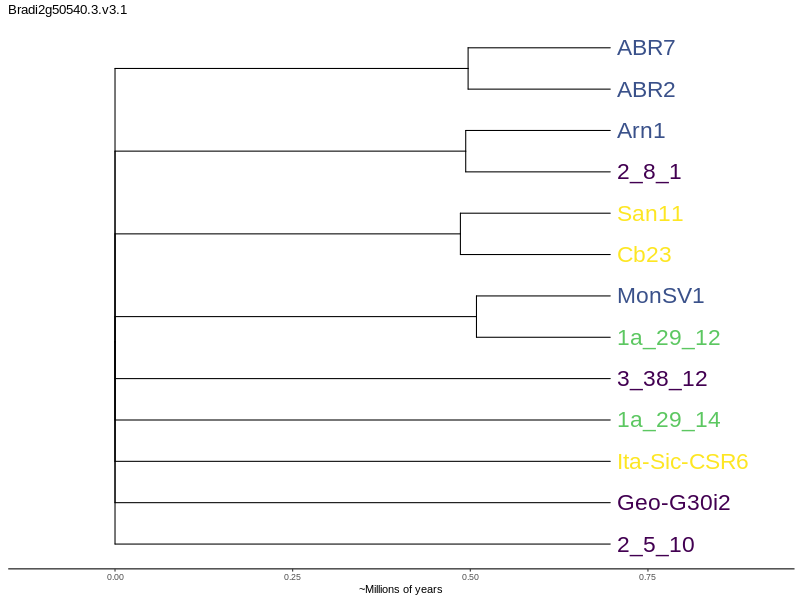 Bradi2g50540.3.v3.1
ABR7
ABR2
Arn1
2_8_1
San11
Cb23
MonSV1
1a_29_12
3_38_12
1a_29_14
Ita-Sic-CSR6
Geo-G30i2
2_5_10
0.00 0.25 0.50 0.75
~Millions of years